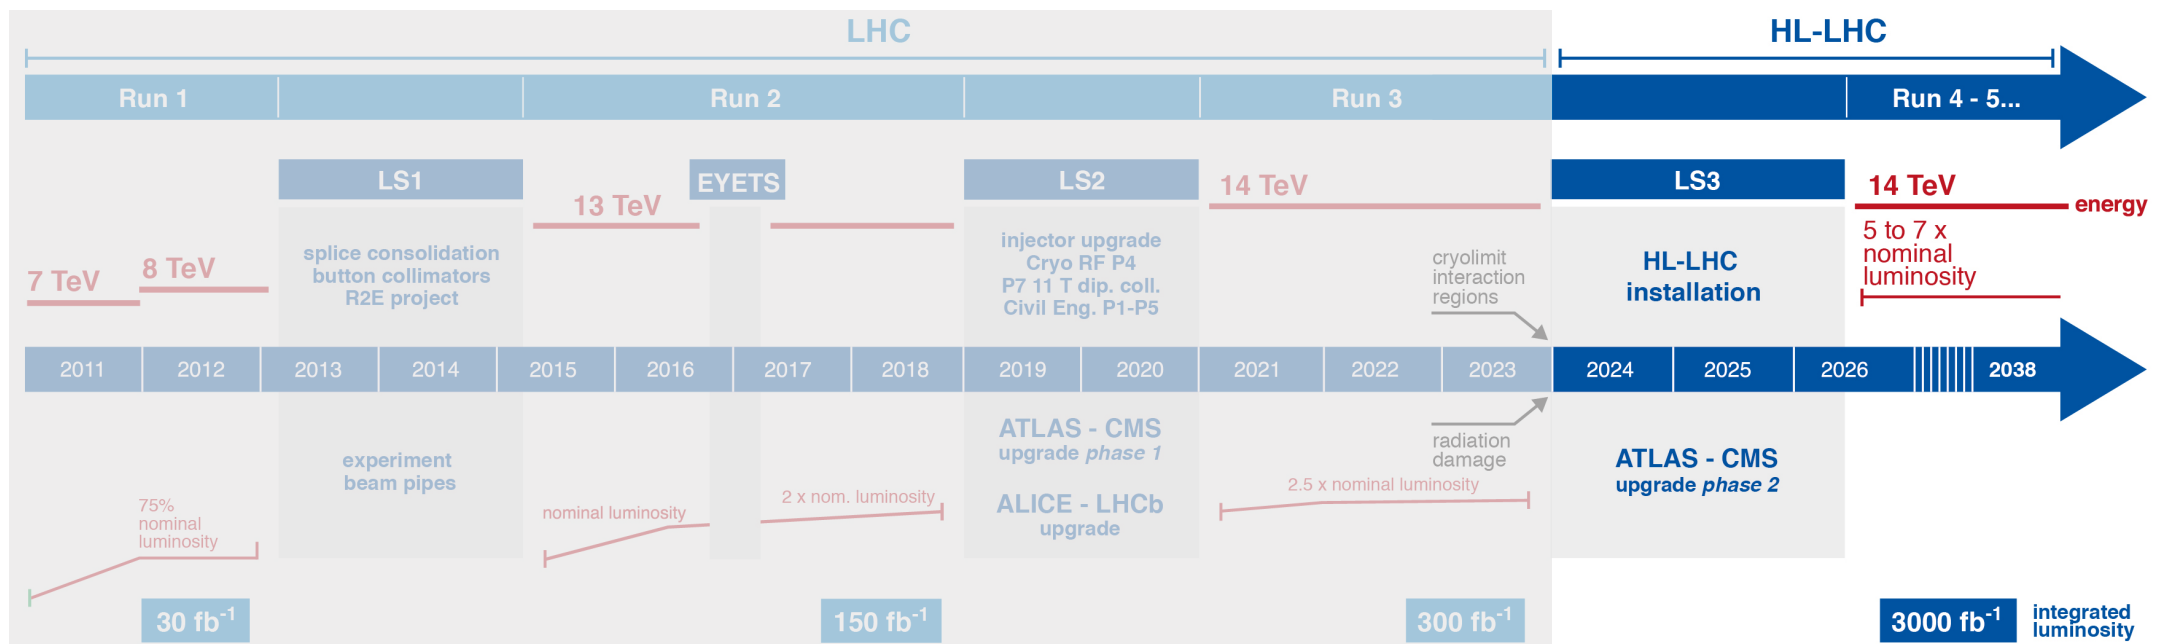 LHC
HL-LHC
Run 1
Run 2
Run 3
Run 4 - 5...
LS1
EYETS
LS2
LS3
13 TeV
14 TeV
14 TeV
energy
7 TeV
8 TeV
splice consolidation
button collimators
R2E project
injector upgrade
Cryo RF P4
P7 11 T dip. coll.
Civil Eng. P1-P5
cryolimit
interaction
regions
HL-LHC
installation
5 to 7 x
nominal
luminosity
2011
2012
2013
2014
2015
2016
2017
2018
2019
2020
2021
2022
2023
2024
2025
2026
2038
75%
nominal
luminosity
experiment
beam pipes
nominal luminosity
2 x nom. luminosity
ATLAS - CMS
upgrade phase 1
ALICE - LHCb
upgrade
radiation
damage
2.5 x nominal luminosity
ATLAS - CMS
upgrade phase 2
30 fb-1
150 fb-1
300 fb-1
3000 fb-1
integrated
luminosity